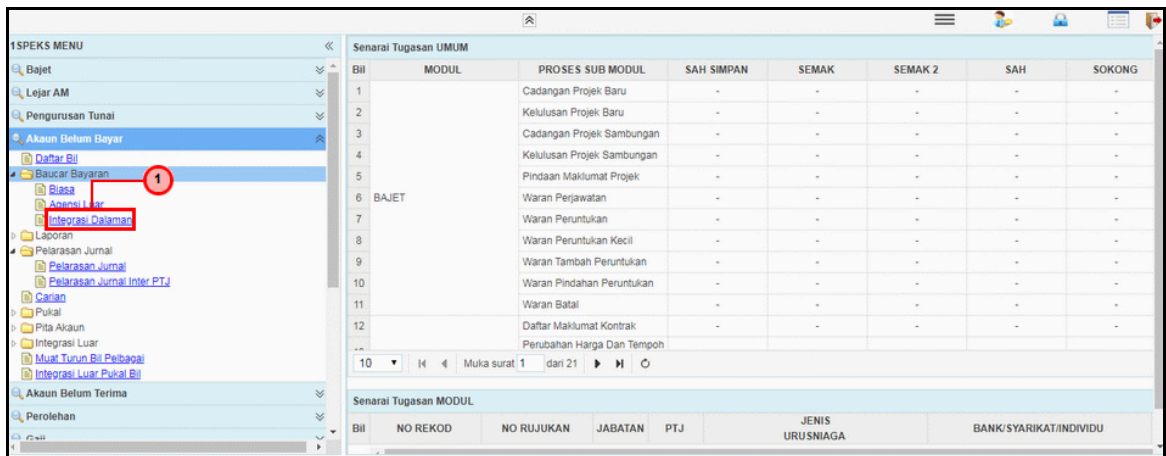 1SPEKS MENU
Bajet
Lejar AM
Pengurusan Tunai
Akaun Belum Bayar
Daftar Bil
Baucar Bayaran
1
Biasa
Agensi Luar
Integrasi Dalaman
Laporan
Pelarasan Jurnal
Pelarasan Jurnal
Pelarasan Jurnal Inter PTJ
Carian
Pukal
Pita Akaun
Integrasi Luar
Muat Turun Bil Pelbagai
Integrasi Luar Pukal Bil
Akaun Belum Terima
Perolehan
Gaji
Senarai Tugasan UMUM
Bil MODUL PROSES SUB MODUL SAH SIMPAN SEMAK SEMAK 2 SAH SOKONG
1 Cadangan Projek Baru - - - - -
2 Kelulusan Projek Baru - - - - -
3 Cadangan Projek Sambungan - - - - -
4 Kelulusan Projek Sambungan - - - - -
5 Pindaan Maklumat Projek - - - - -
6 BAJET Waran Perjawatan - - - - -
7 Waran Peruntukan - - - - -
8 Waran Peruntukan Kecil - - - - -
9 Waran Tambah Peruntukan - - - - -
10 Waran Pindahan Peruntukan - - - - -
11 Waran Batal - - - - -
12 Daftar Maklumat Kontrak - - - - -
Perubahan Harga Dan Tempoh
10 Muka surat 1 dari 21
Senarai Tugasan MODUL
Bil NO REKOD NO RUJUKAN JABATAN PTJ JENIS URUSNIAGA BANK/SYARIKAT/INDIVIDU